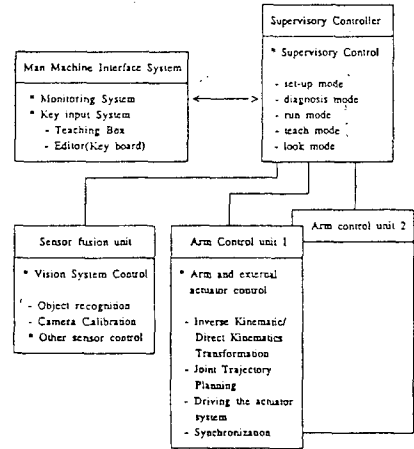 Supervisory Controller
* Supervisory Control
- set-up mode
- diagnosis mode
- run mode
- teach mode
- look mode
Man Machine Interface System
* Monitoring System
* Key input System
- Teaching Box
- Editor(Key board)
Sensor fusion unit
* Vision System Control
- Object recognition
- Camera Calibration
* Other sensor control
Arm Control unit 1
* Arm and external
actuator control
- Inverse Kinematic/
Direct Kinematics
Transformation
- Joint Trajectory
Planning
- Driving the actuator
system
- Synchronization
Arm control unit 2